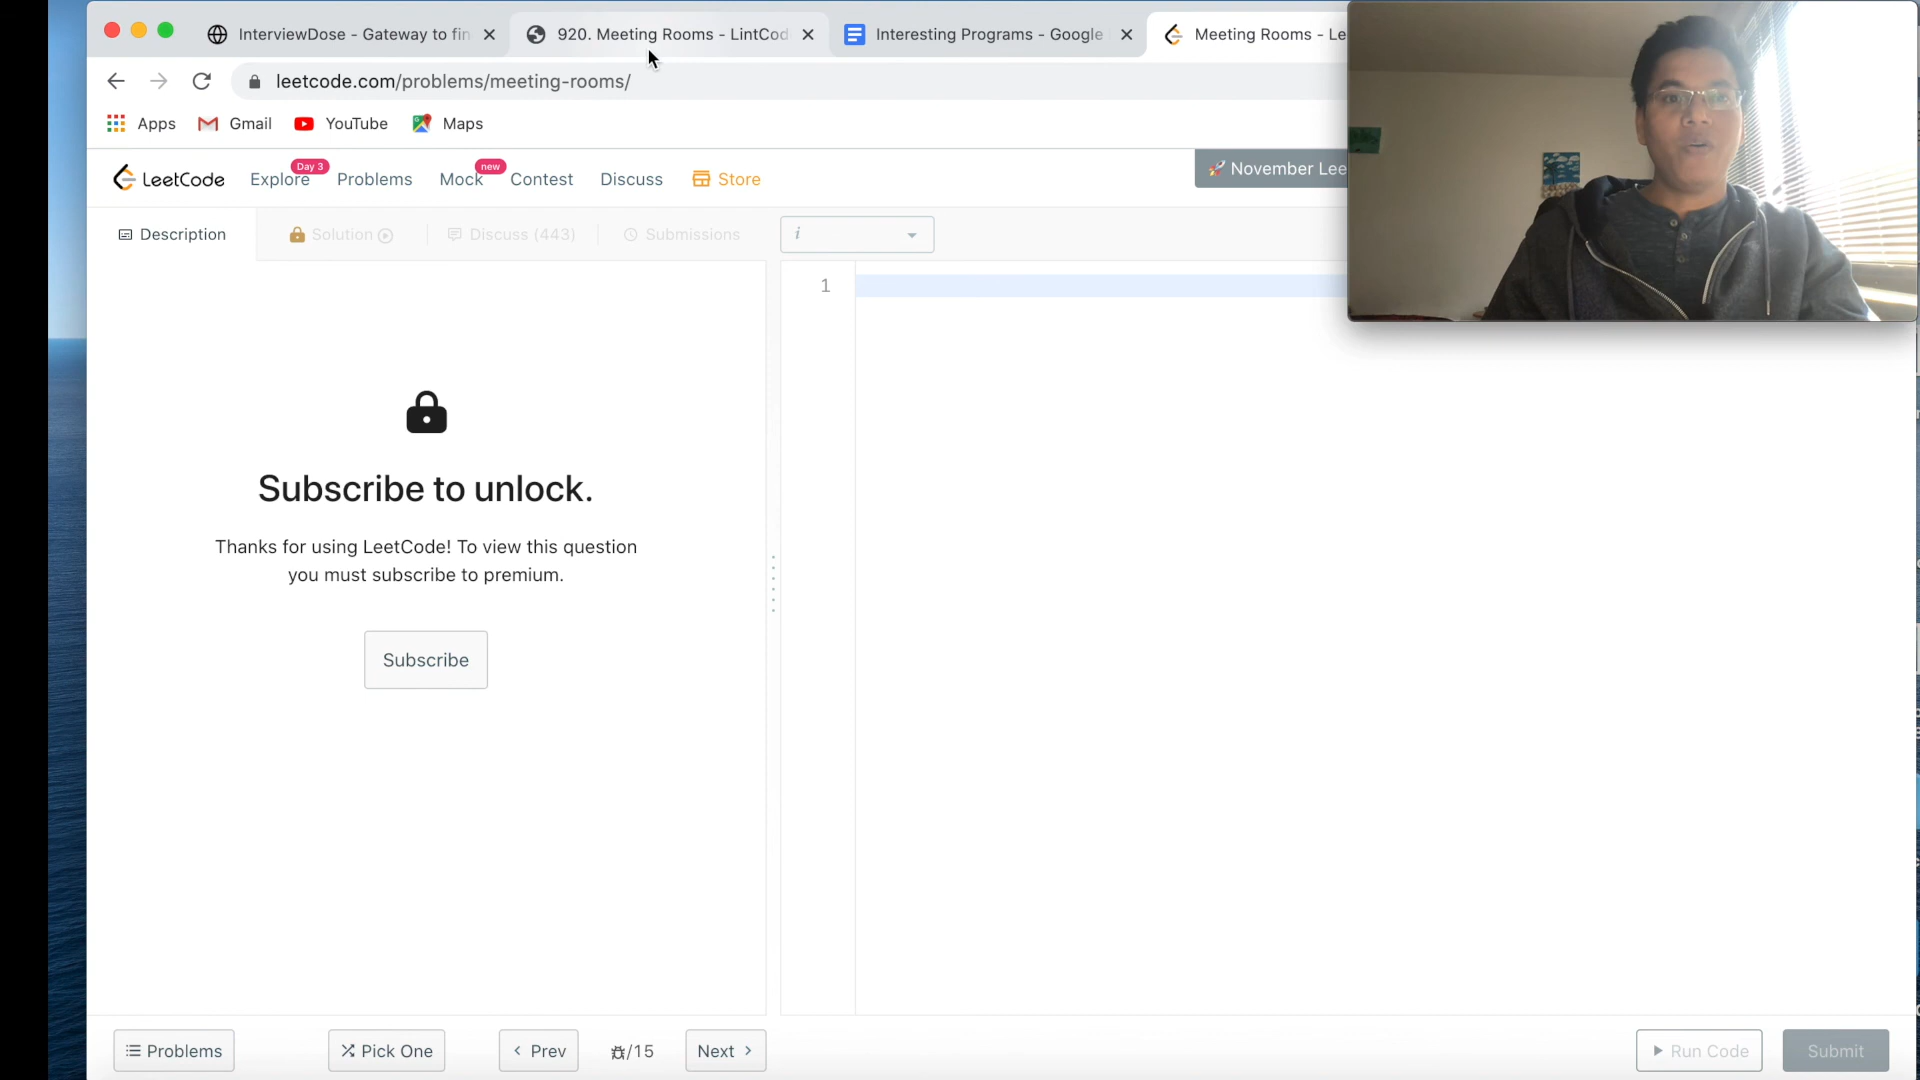 InterviewDose - Gateway to fin
920. Meeting Rooms - LintCod
Interesting Programs - Google
Meeting Rooms - Le
leetcode.com/problems/meeting-rooms/
Apps
Gmail
YouTube
Maps
LeetCode
Explore
Day 3
Problems
Mock
new
Contest
Discuss
Store
🚀 November Lee
Description
Solution
Discuss (443)
Submissions
i
1
Subscribe to unlock.
Thanks for using LeetCode! To view this question
you must subscribe to premium.
Subscribe
Problems
Pick One
Prev
/15
Next
Run Code
Submit